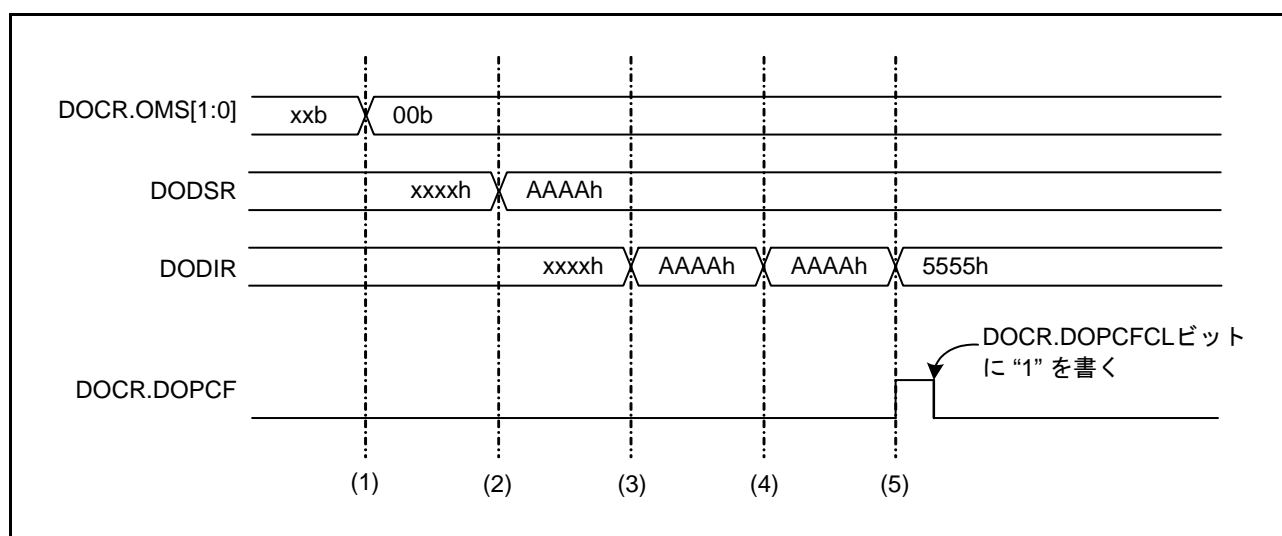 DOCR.OMS[1:0] xxb 00b
DODSR xxxxh AAAAh
DODIR xxxxh AAAAh AAAAh 5555h
DOCR.DOPCFCLビット
に “1” を書く
DOCR.DOPCF
(1) (2) (3) (4) (5)